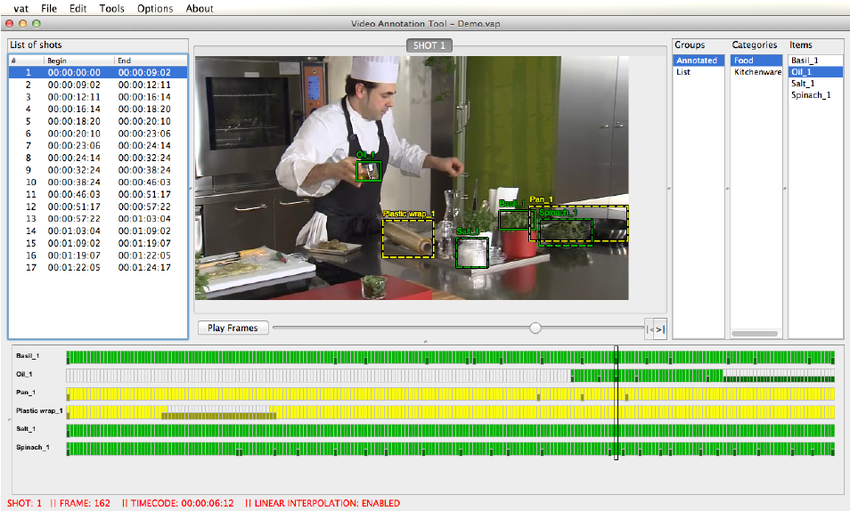 vat File Edit Tools Options About
Video Annotation Tool - Demo.vap
List of shots
SHOT 1
Groups Categories Items
# Begin End
1 00:00:00:00 00:00:09:02
2 00:00:09:02 00:00:12:11
3 00:00:12:11 00:00:16:14
4 00:00:16:14 00:00:18:20
5 00:00:18:20 00:00:20:10
6 00:00:20:10 00:00:23:06
7 00:00:23:06 00:00:24:14
8 00:00:24:14 00:00:32:24
9 00:00:32:24 00:00:38:24
10 00:00:38:24 00:00:46:03
11 00:00:46:03 00:00:51:17
12 00:00:51:17 00:00:57:22
13 00:00:57:22 00:01:03:04
14 00:01:03:04 00:01:09:02
15 00:01:09:02 00:01:19:07
16 00:01:19:07 00:01:22:05
17 00:01:22:05 00:01:24:17
Oil_1
Plastic wrap_1
Salt_1
Basil_1
Pan_1
Spinach_1
Annotated
List
Food
Kitchenware
Basil_1
Oil_1
Salt_1
Spinach_1
Play Frames |< >|
Basil_1
Oil_1
Pan_1
Plastic wrap_1
Salt_1
Spinach_1
SHOT: 1 || FRAME: 162 || TIMECODE: 00:00:06:12 || LINEAR INTERPOLATION: ENABLED